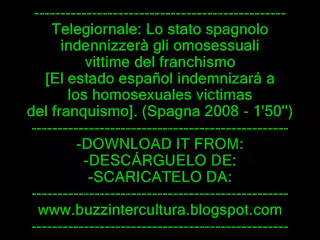 ------------------------------------------------
Telegiornale: Lo stato spagnolo
indennizzerà gli omosessuali
vittime del franchismo
[El estado español indemnizará a
los homosexuales victimas
del franquismo]. (Spagna 2008 - 1'50'')
-------------------------------------------------
-DOWNLOAD IT FROM:
-DESCÁRGUELO DE:
-SCARICATELO DA:
-------------------------------------------------
www.buzzintercultura.blogspot.com
-------------------------------------------------